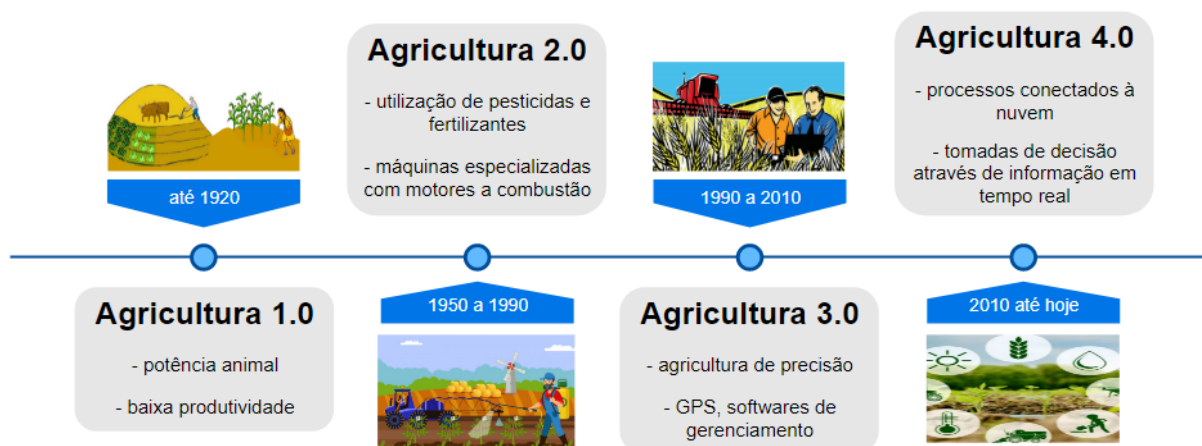 até 1920
Agricultura 1.0
- potência animal
- baixa produtividade
Agricultura 2.0
- utilização de pesticidas e
fertilizantes
- máquinas especializadas
com motores a combustão
1950 a 1990
1990 a 2010
Agricultura 3.0
- agricultura de precisão
- GPS, softwares de
gerenciamento
Agricultura 4.0
- processos conectados à
nuvem
- tomadas de decisão
através de informação em
tempo real
2010 até hoje